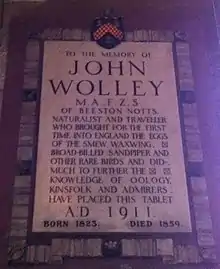 TO THE MEMORY OF
JOHN
WOLLEY
M.A., F.Z.S
OF BEESTON NOTTS,
NATURALIST AND TRAVELLER
WHO BROUGHT FOR THE FIRST
TIME INTO ENGLAND THE EGGS
OF THE SMEW, WAXWING,
BROAD-BILLED SANDPIPER AND
OTHER RARE BIRDS AND DID
MUCH TO FURTHER THE
KNOWLEDGE OF OOLOGY,
KINSFOLK AND ADMIRERS
HAVE PLACED THIS TABLET
AD 1911.
BORN 1823. DIED 1859.